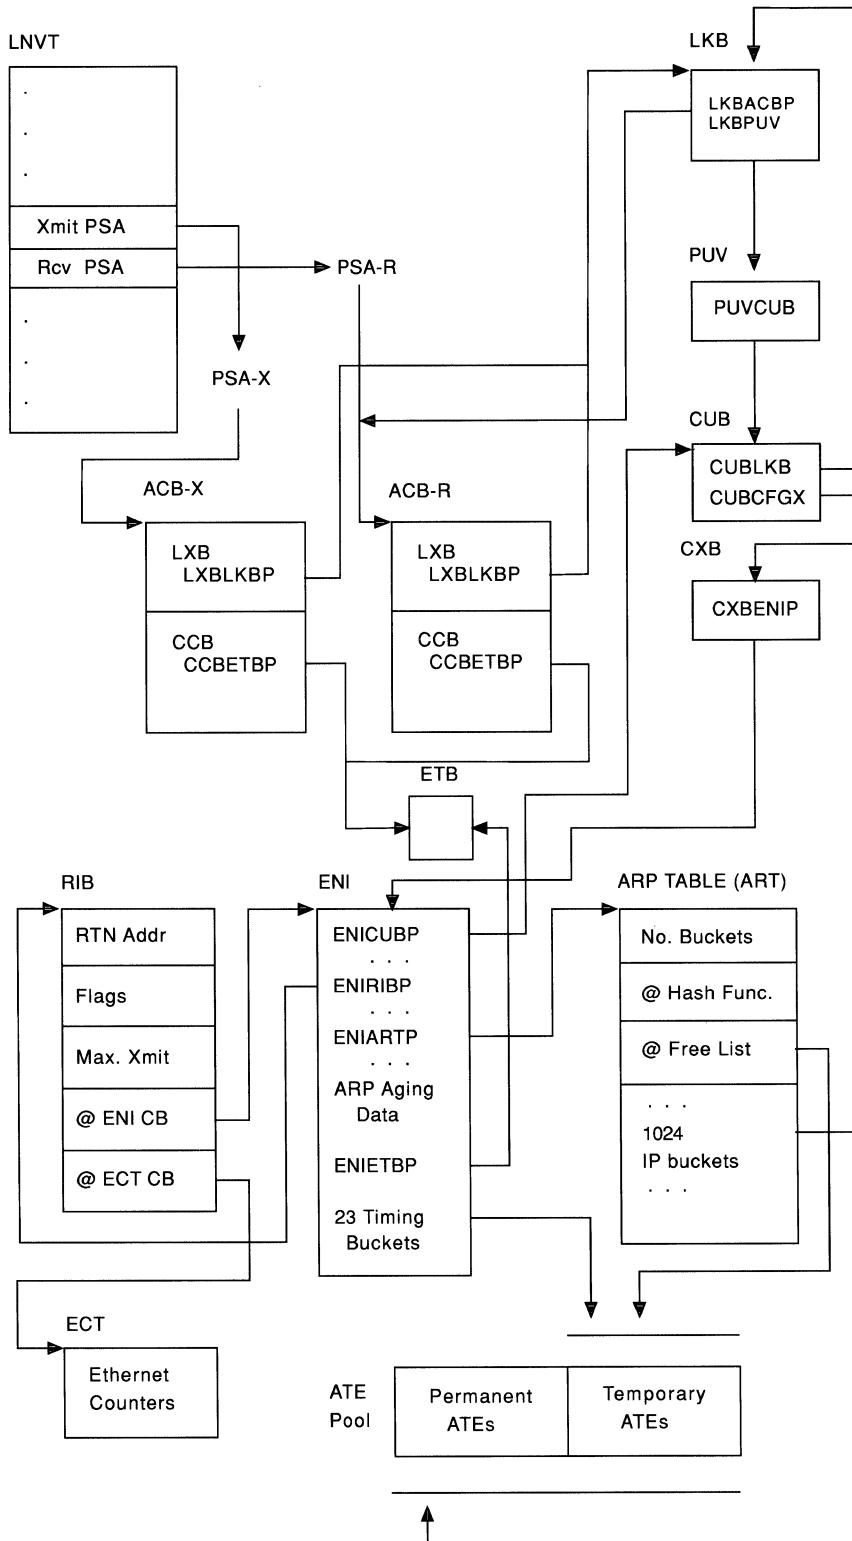 LNVT
.
.
.
Xmit PSA
Rcv PSA
.
.
.
PSA-R
PSA-X
LKB
LKBACBP
LKBPUV
PUV
PUVCUB
CUB
CUBLKB
CUBCFGX
CXB
CXBENIP
ACB-X
LXB
LXBLKBP
CCB
CCBETBP
ACB-R
LXB
LXBLKBP
CCB
CCBETBP
ETB
RIB
RTN Addr
Flags
Max. Xmit
@ ENI CB
@ ECT CB
ENI
ENICUBP
. . .
ENIRIBP
. . .
ENIARTP
. . .
ARP Aging
Data
ENIETBP
23 Timing
Buckets
ARP TABLE (ART)
No. Buckets
@ Hash Func.
@ Free List
. . .
1024
IP buckets
. . .
ECT
Ethernet
Counters
ATE
Pool
Permanent
ATEs
Temporary
ATEs